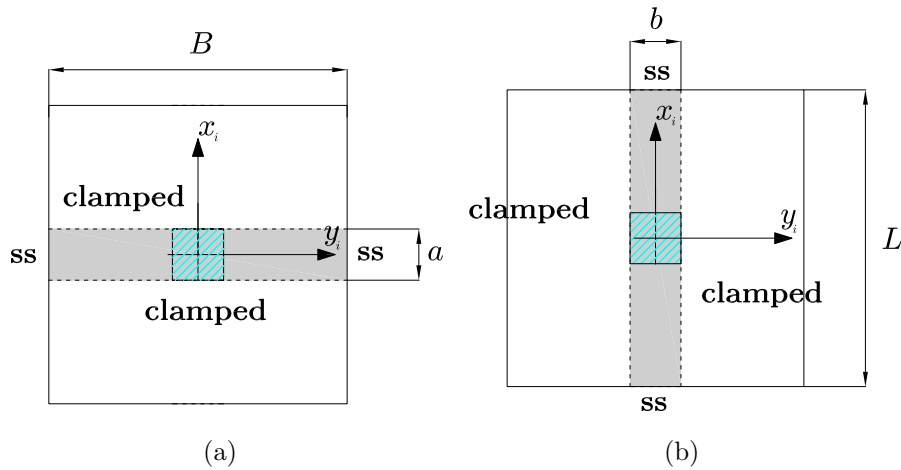 B
x_i
clamped
y_i
ss
ss
a
clamped
(a)
b
ss
x_i
clamped
y_i
L
clamped
ss
(b)